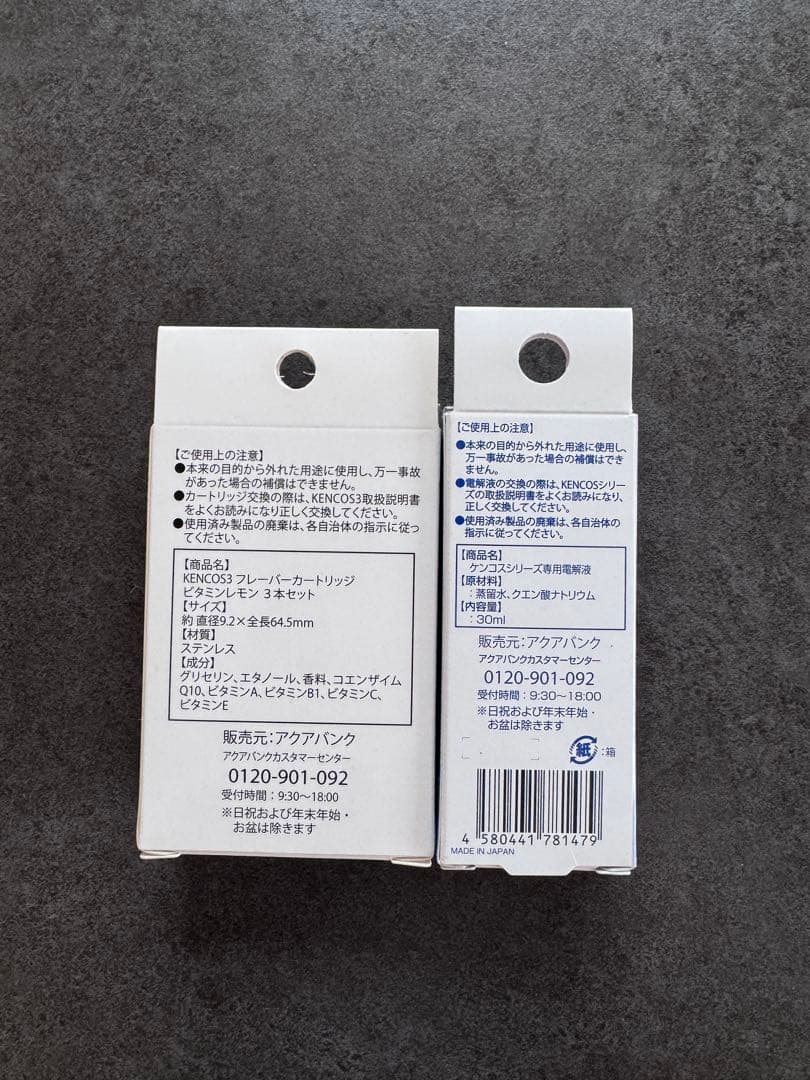 【ご使用上の注意】
●本来の目的から外れた用途に使用し、万一事故
があった場合の補償はできません。
●カートリッジ交換の際は、KENCOS3取扱説明書
をよくお読みになり正しく交換してください。
●使用済み製品の廃棄は、各自治体の指示に従っ
てください。
【商品名】
KENCOS3 フレーバーカートリッジ
ビタミンレモン 3本セット
【サイズ】
約 直径9.2×全長64.5mm
【材質】
ステンレス
【成分】
グリセリン、エタノール、香料、コエンザイム
Q10、ビタミンA、ビタミンB1、ビタミンC、
ビタミンE
販売元:アクアバンク
アクアバンクカスタマーセンター
0120-901-092
受付時間:9:30〜18:00
※日祝および年末年始・
お盆は除きます
【ご使用上の注意】
●本来の目的から外れた用途に使用し、
万一事故があった場合の補償はでき
ません。
●電解液の交換の際は、KENCOSシリー
ズの取扱説明書をよくお読みになり、
正しく交換してください。
●使用済み製品の廃棄は、各自治体の
指示に従ってください。
【商品名】
ケンコスシリーズ専用電解液
【原材料】
:蒸留水、クエン酸ナトリウム
【内容量】
:30ml
販売元:アクアバンク
アクアバンクカスタマーセンター
0120-901-092
受付時間:9:30〜18:00
※日祝および年末年始・
お盆は除きます
紙:箱
4 580441 781479
MADE IN JAPAN